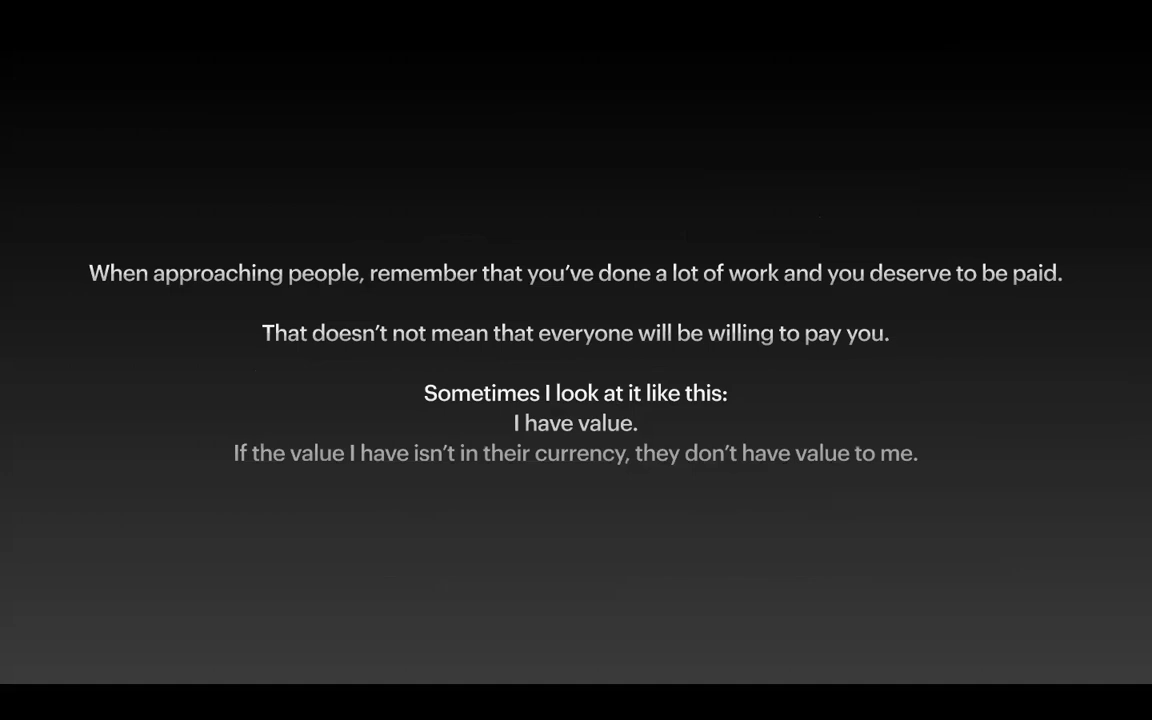 When approaching people, remember that you’ve done a lot of work and you deserve to be paid.
That doesn’t not mean that everyone will be willing to pay you.
Sometimes I look at it like this:
I have value.
If the value I have isn’t in their currency, they don’t have value to me.